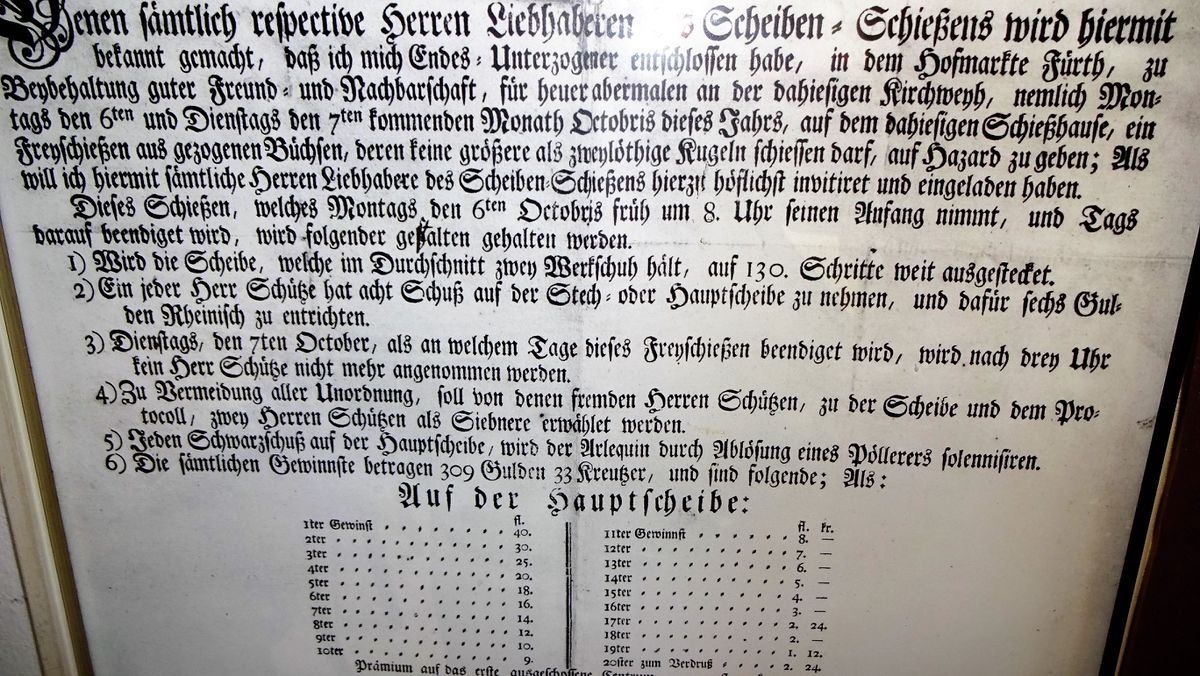 Denen sämtlich respective Herren Liebhaberen Scheiben-Schießens wird hiermit
bekannt gemacht, daß ich mich Endes-Unterzogener entschlossen habe, in dem Hofmarkte Fürth, zu
Beybehaltung guter Freund- und Nachbarschaft, für heuer abermalen an der dahiesigen Kirchweyh, nemlich Mon-
tags den 6ten und Dienstags den 7ten kommenden Monath Octobris dieses Jahrs, auf dem dahiesigen Schießhause, ein
Freyschießen aus gezogenen Büchsen, deren keine größere als zweylöthige Kugeln schiessen darf, auf Hazard zu geben; Als
will ich hiermit sämtliche Herren Liebhabere des Scheiben-Schießens hierzu höflichst invitiret und eingeladen haben.
Dieses Schießen, welches Montags den 6ten Octobris früh um 8. Uhr seinen Anfang nimmt, und Tags
darauf beendiget wird, wird folgender gestalten gehalten werden.
1) Wird die Scheibe, welche im Durchschnitt zwey Werkschuh hält, auf 130. Schritte weit ausgestecket.
2) Ein jeder Herr Schütze hat acht Schuß auf der Stech- oder Hauptscheibe zu nehmen, und dafür sechs Gul-
den Rheinisch zu entrichten.
3) Dienstags, den 7ten October, als an welchem Tage dieses Freyschießen beendiget wird, wird nach drey Uhr
kein Herr Schütze nicht mehr angenommen werden.
4) Zu Vermeidung aller Unordnung, soll von denen fremden Herren Schützen, zu der Scheibe und dem Pro-
tocoll, zwey Herren Schützen als Siebnere erwählet werden.
5) Jeden Schwarzschuß auf der Hauptscheibe, wird der Arlequin durch Ablösung eines Pöllerers solennisiren.
6) Die sämtlichen Gewinnste betragen 309 Gulden 33 Kreutzer, und sind folgende; Als:
Auf der Hauptscheibe:
fl.
1ter Gewinst . . . . . . . . 40.
2ter . . . . . . . . . . 30.
3ter . . . . . . . . . . 25.
4ter . . . . . . . . . . 20.
5ter . . . . . . . . . . 18.
6ter . . . . . . . . . . 16.
7ter . . . . . . . . . . 14.
8ter . . . . . . . . . . 12.
9ter . . . . . . . . . . 10.
10ter . . . . . . . . . . 9.
fl. kr.
11ter Gewinnst . . . . . . 8. —
12ter . . . . . . . . . 7. —
13ter . . . . . . . . . 6. —
14ter . . . . . . . . . 5. —
15ter . . . . . . . . . 4. —
16ter . . . . . . . . . 3. —
17ter . . . . . . . . . 2. 24.
18ter . . . . . . . . . 2. —
19ter . . . . . . . . . 1. 12.
20ster zum Verdruß . . . . 2. 24
Prämium auf das erste ausgeschossene Centrum